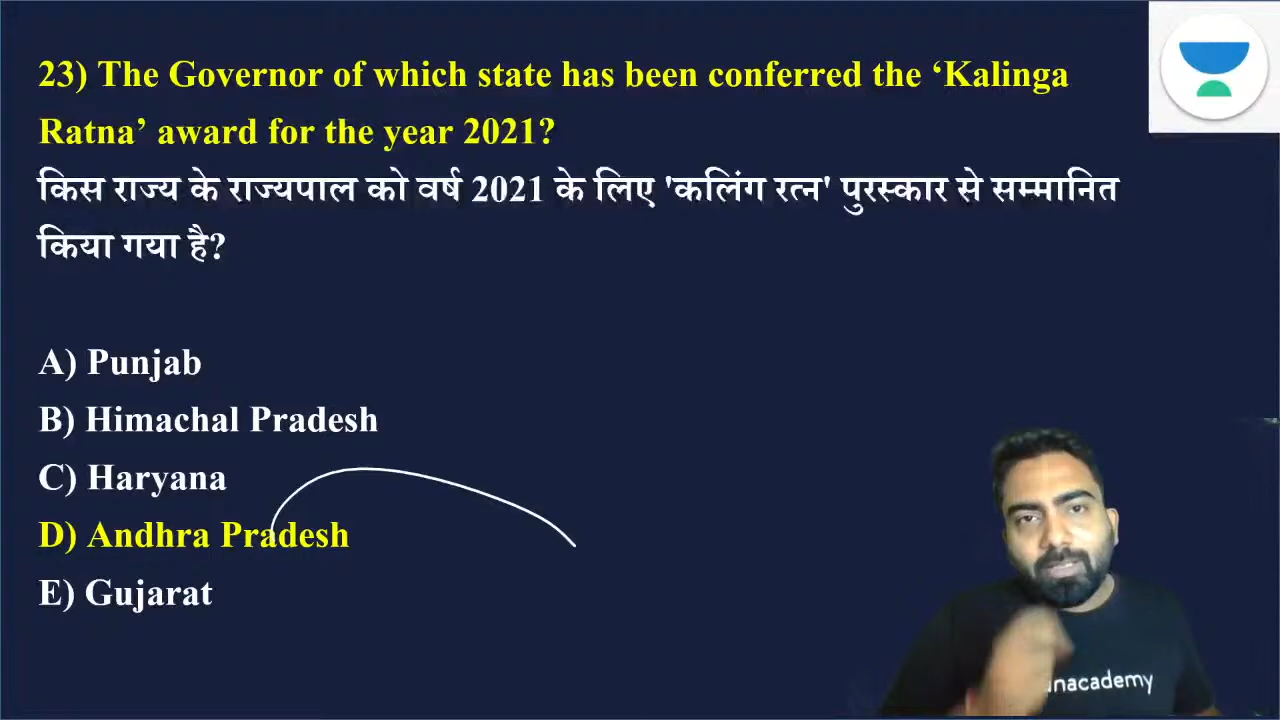 23) The Governor of which state has been conferred the ‘Kalinga
Ratna’ award for the year 2021?
किस राज्य के राज्यपाल को वर्ष 2021 के लिए 'कलिंग रत्न' पुरस्कार से सम्मानित
किया गया है?
A) Punjab
B) Himachal Pradesh
C) Haryana
D) Andhra Pradesh
E) Gujarat
unacademy